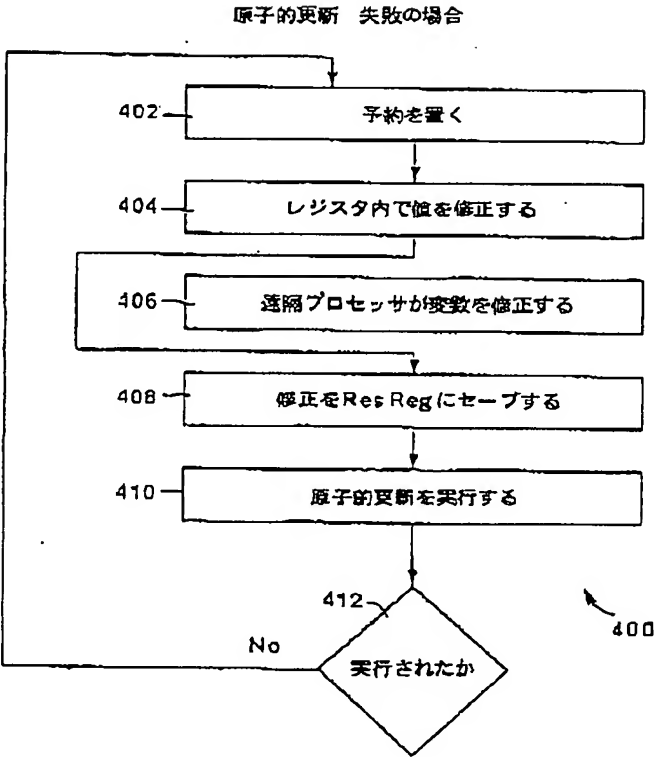 原子的更新 失敗の場合
402 予約を置く
404 レジスタ内で値を修正する
406 遠隔プロセッサが変数を修正する
408 修正をRes Regにセーブする
410 原子的更新を実行する
412
400
No
実行されたか